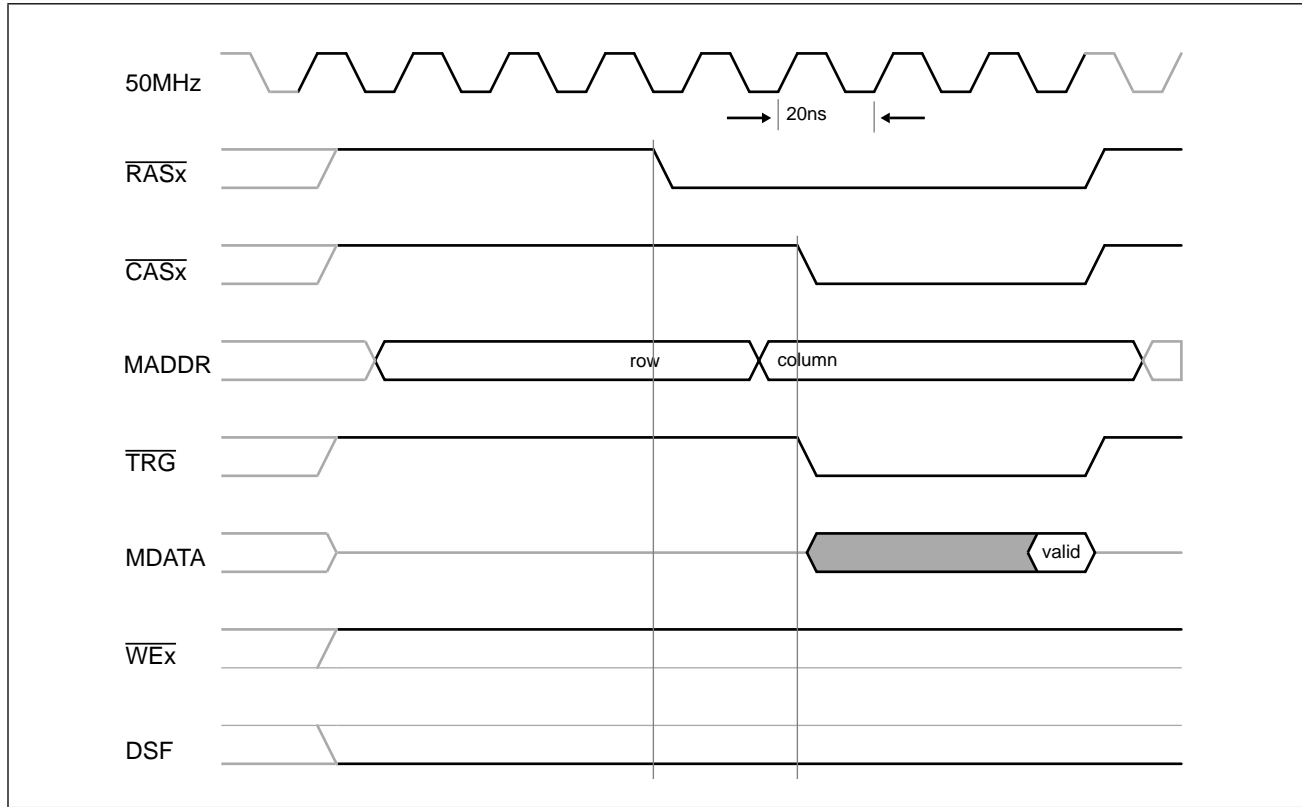 50MHz
20ns
RASx
CASx
MADDR
row
column
TRG
MDATA
valid
WEx
DSF